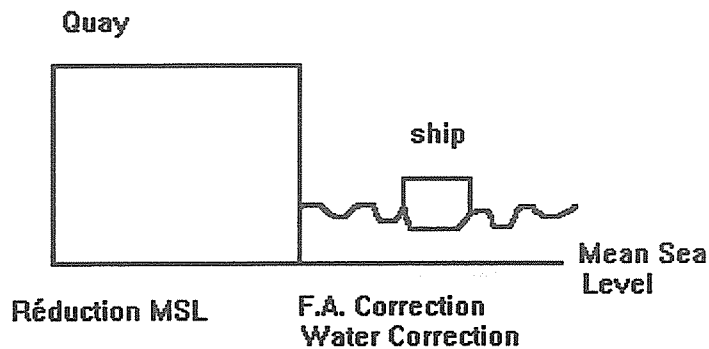 Quay
ship
Mean Sea
Level
Réduction MSL
F.A. Correction
Water Correction